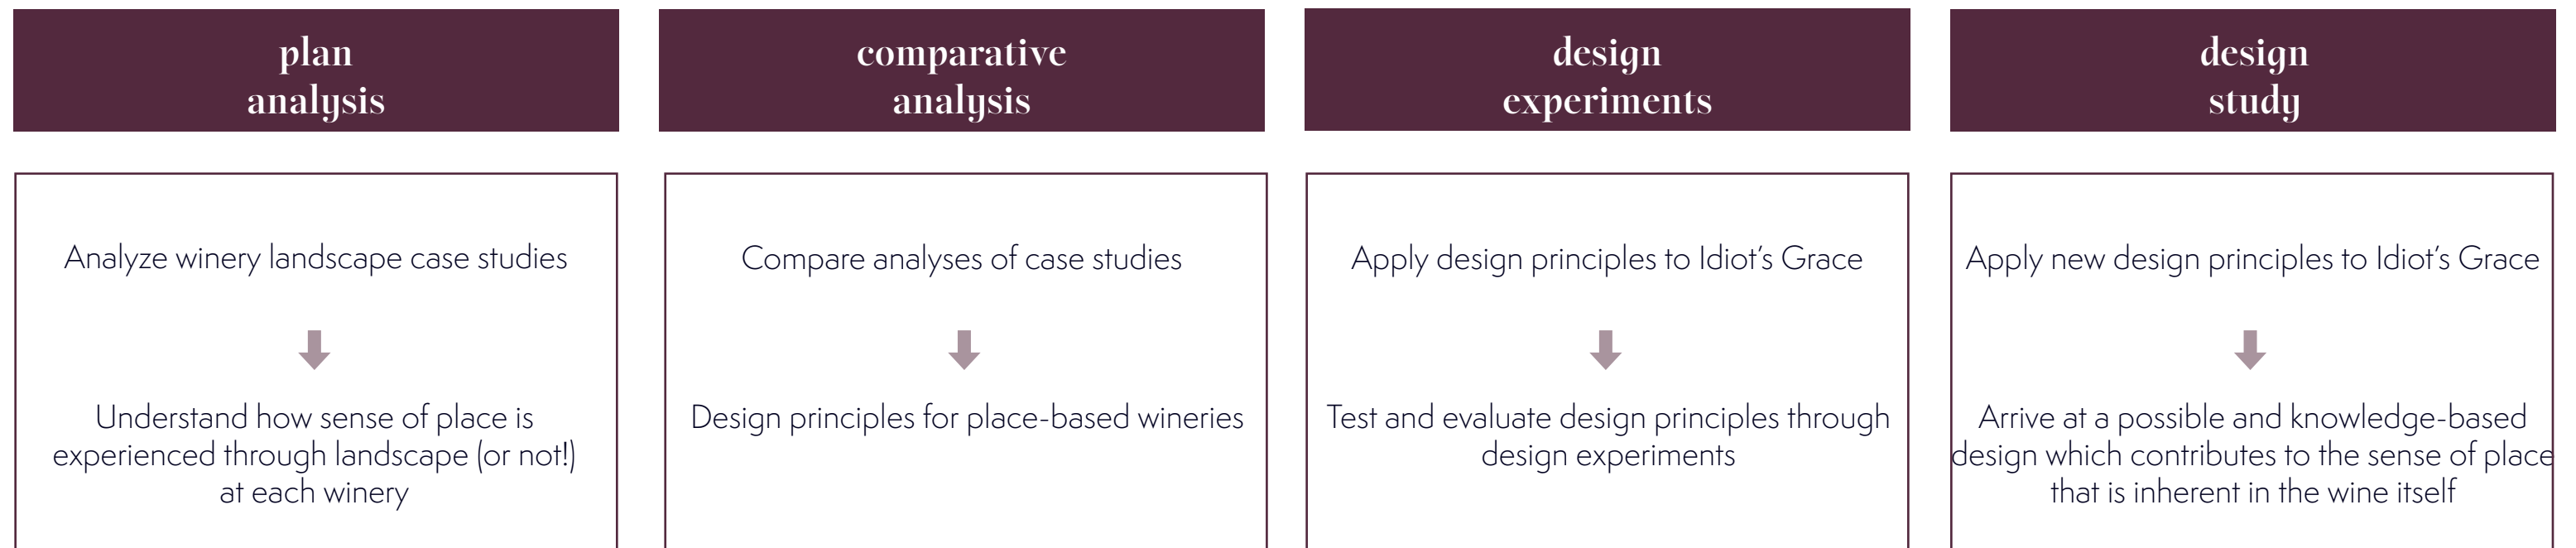 plan
analysis
Analyze winery landscape case studies
Understand how sense of place is
experienced through landscape (or not!)
at each winery
comparative
analysis
Compare analyses of case studies
Design principles for place-based wineries
design
experiments
Apply design principles to Idiot's Grace
Test and evaluate design principles through
design experiments
design
study
Apply new design principles to Idiot's Grace
Arrive at a possible and knowledge-based
design which contributes to the sense of place
that is inherent in the wine itself